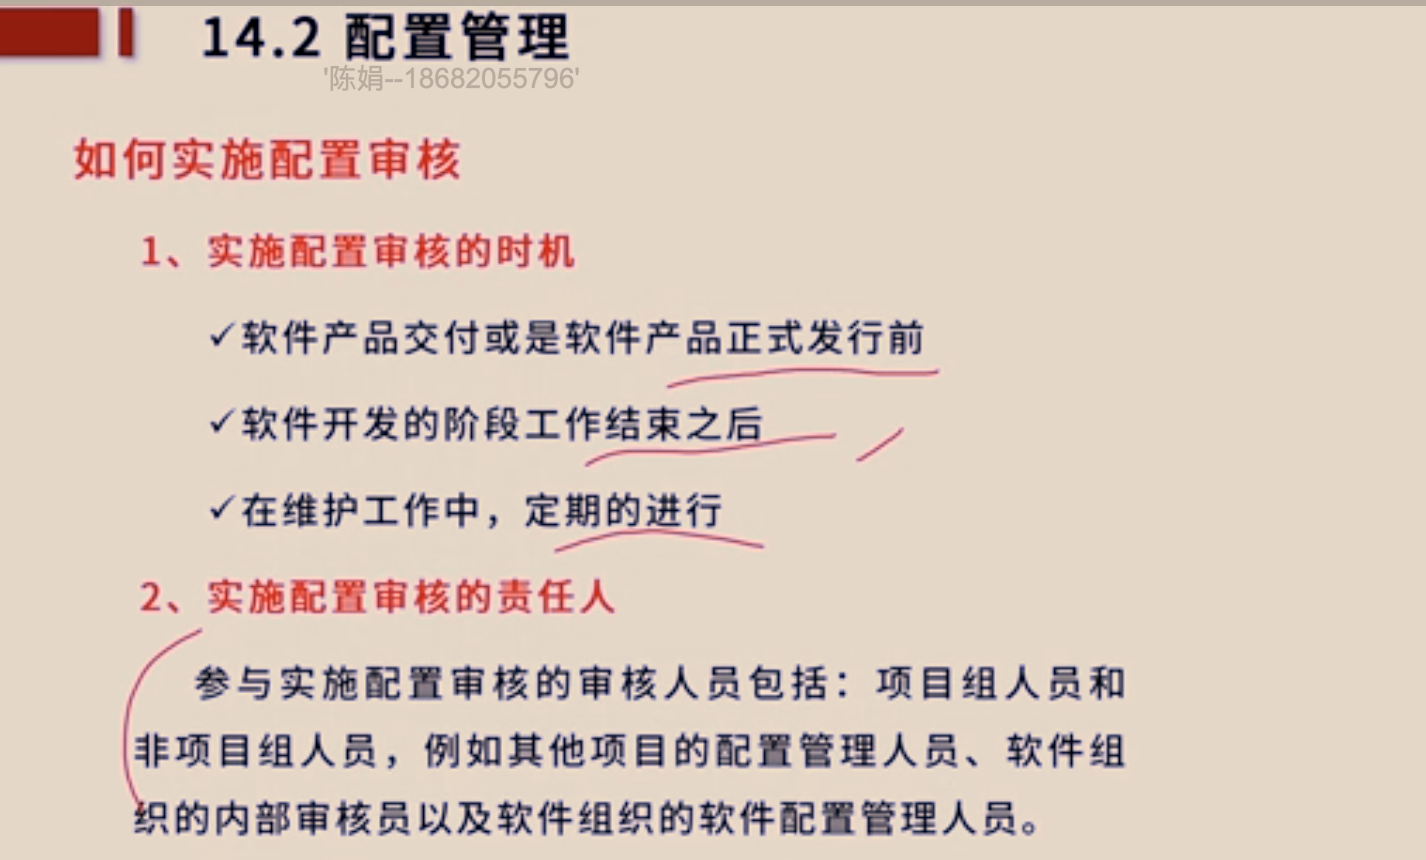 14.2 配置管理
'陈娟--18682055796'
如何实施配置审核
1、实施配置审核的时机
✓软件产品交付或是软件产品正式发行前
✓软件开发的阶段工作结束之后
✓在维护工作中，定期的进行
2、实施配置审核的责任人
参与实施配置审核的审核人员包括：项目组人员和
非项目组人员，例如其他项目的配置管理人员、软件组
织的内部审核员以及软件组织的软件配置管理人员。